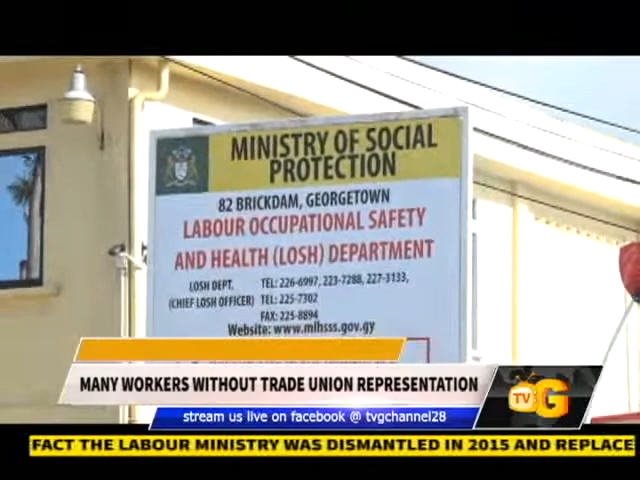 MINISTRY OF SOCIAL
PROTECTION
82 BRICKDAM, GEORGETOWN
LABOUR OCCUPATIONAL SAFETY
AND HEALTH (LOSH) DEPARTMENT
LOSH DEPT. TEL: 226-6997, 223-7288, 227-3133,
(CHIEF LOSH OFFICER) TEL: 225-7302
FAX: 225-8894
Website: www.mlhsss.gov.gy
MANY WORKERS WITHOUT TRADE UNION REPRESENTATION
TV G
stream us live on facebook @ tvgchannel28
FACT THE LABOUR MINISTRY WAS DISMANTLED IN 2015 AND REPLACE